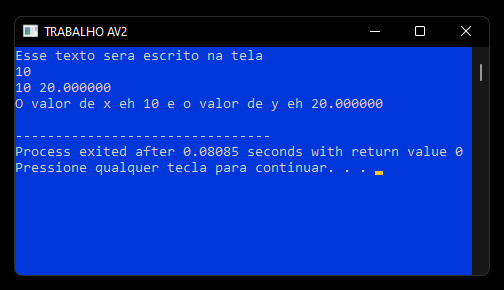 TRABALHO AV2
Esse texto sera escrito na tela
10
10 20.000000
O valor de x eh 10 e o valor de y eh 20.000000
--------------------------------
Process exited after 0.08085 seconds with return value 0
Pressione qualquer tecla para continuar. . .